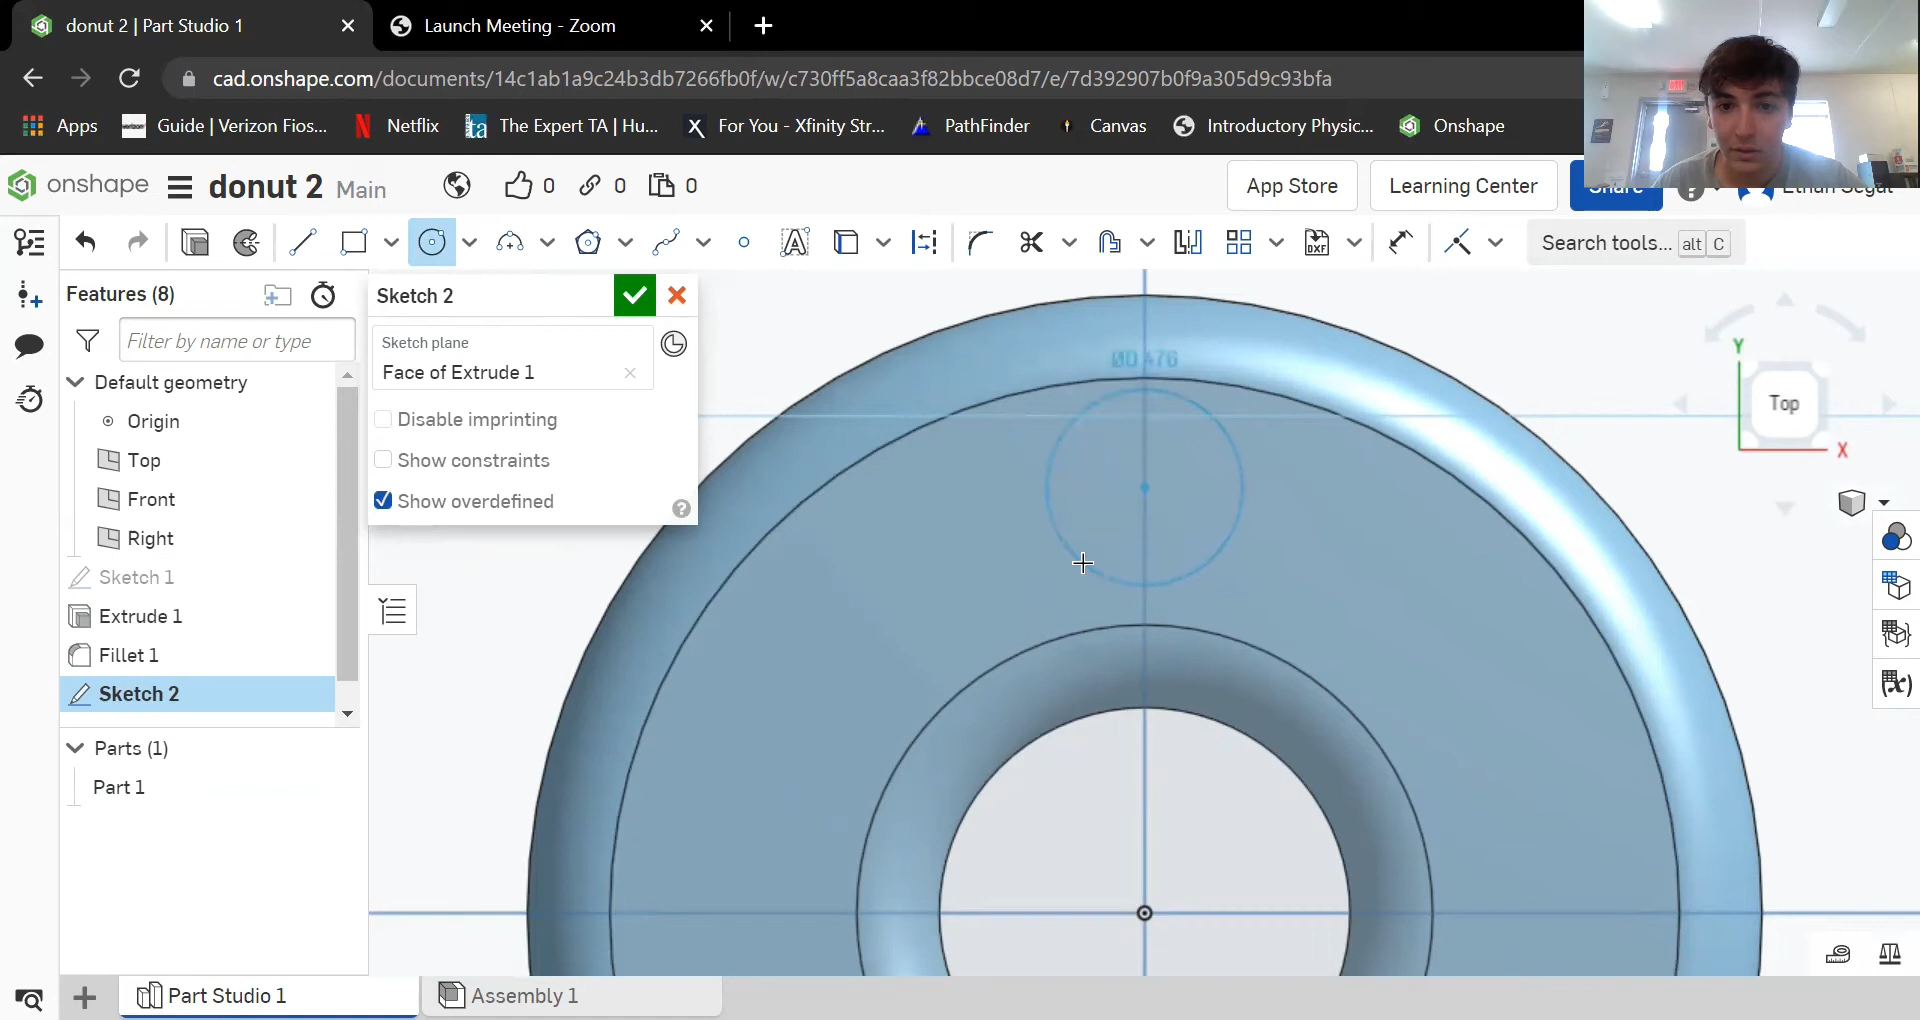 donut 2 | Part Studio 1
Launch Meeting - Zoom
cad.onshape.com/documents/14c1ab1a9c24b3db7266fb0f/w/c730ff5a8caa3f82bbce08d7/e/7d392907b0f9a305d9c93bfa
Apps
Guide | Verizon Fios...
Netflix
The Expert TA | Hu...
For You - Xfinity Str...
PathFinder
Canvas
Introductory Physic...
Onshape
onshape
donut 2 Main
0
0
0
App Store
Learning Center
Share
Search tools... alt C
Features (8)
Filter by name or type
Default geometry
Origin
Top
Front
Right
Sketch 1
Extrude 1
Fillet 1
Sketch 2
Parts (1)
Part 1
Sketch 2
Sketch plane
Face of Extrude 1
Disable imprinting
Show constraints
Show overdefined
Ø0.476
Y
Top
X
Part Studio 1
Assembly 1